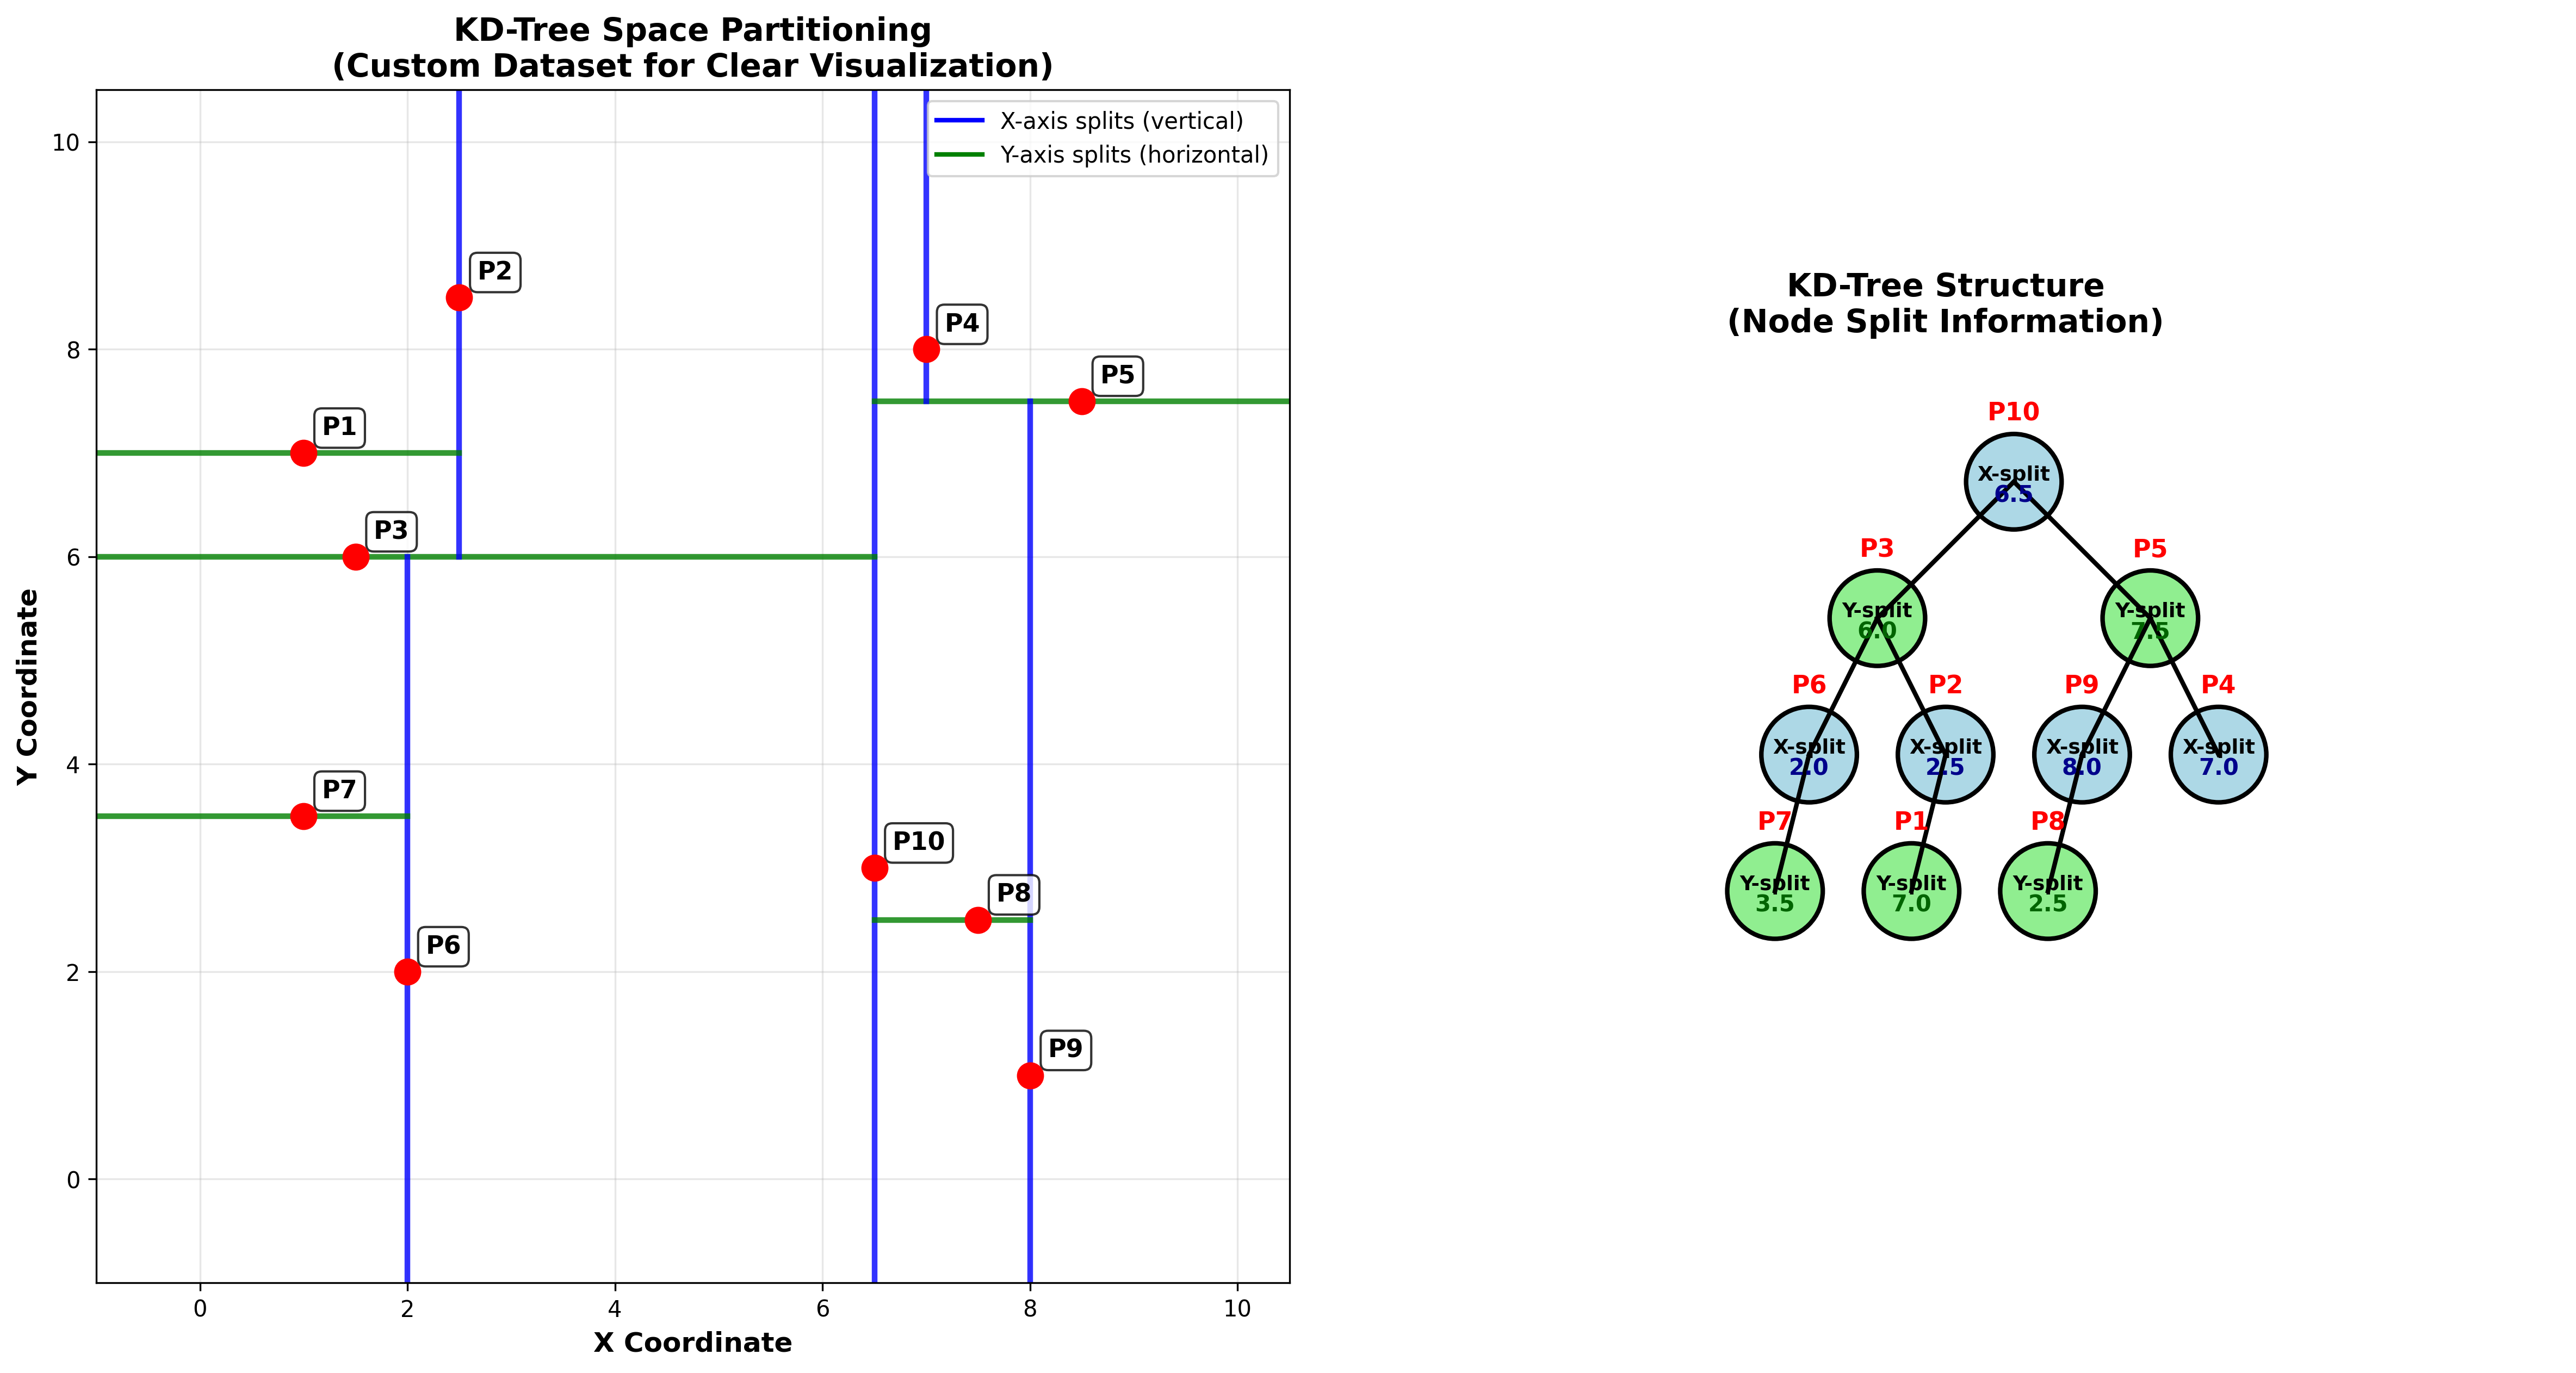 KD-Tree Space Partitioning
(Custom Dataset for Clear Visualization)
X-axis splits (vertical)
Y-axis splits (horizontal)
10
8
6
4
2
0
Y Coordinate
P2
P4
P5
P1
P3
P7
P10
P8
P6
P9
0
2
4
6
8
10
X Coordinate
KD-Tree Structure
(Node Split Information)
P10
X-split
6.5
P3
P5
Y-split
6.0
Y-split
7.5
P6
P2
P9
P4
X-split
2.0
X-split
2.5
X-split
8.0
X-split
7.0
P7
P1
P8
Y-split
3.5
Y-split
7.0
Y-split
2.5